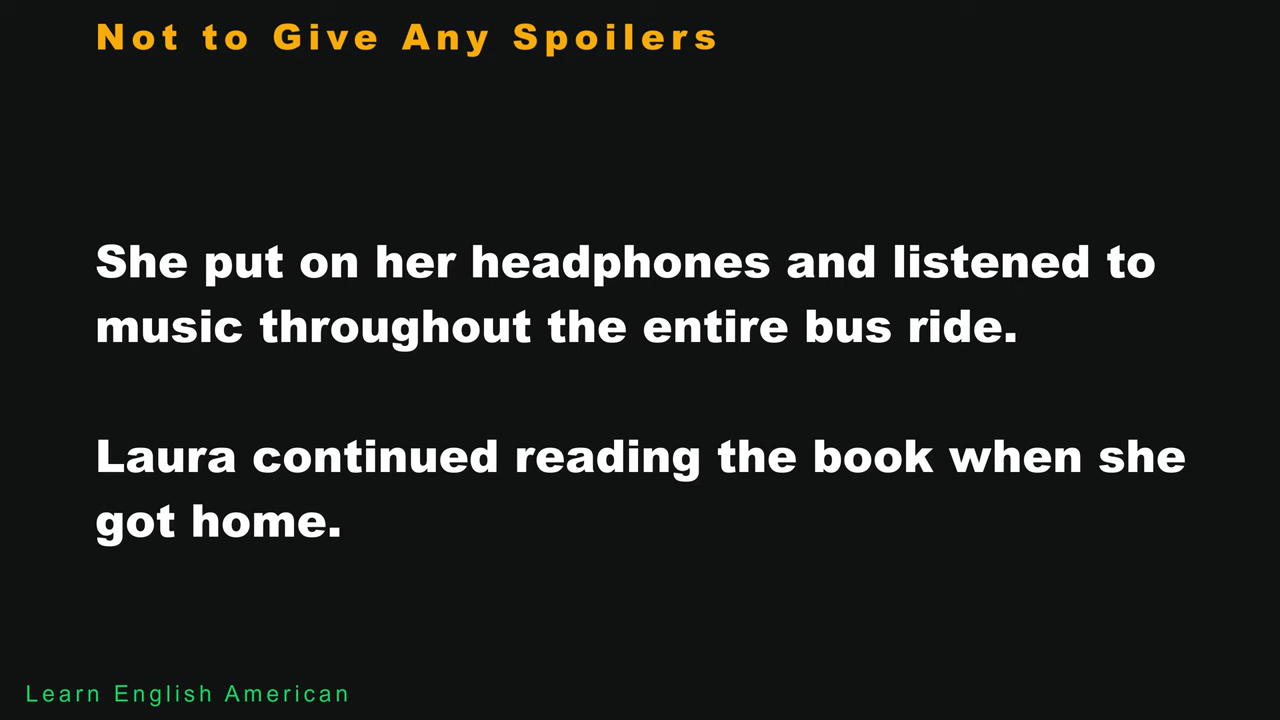 Not to Give Any Spoilers
She put on her headphones and listened to
music throughout the entire bus ride.
Laura continued reading the book when she
got home.
Learn English American